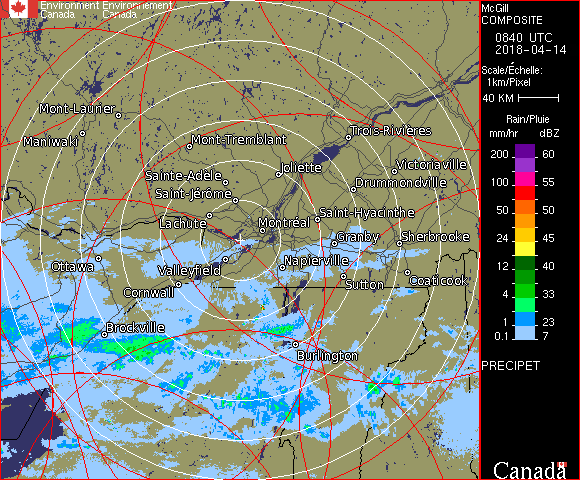 Environment Environnement
Canada Canada
McGill
COMPOSITE
0840 UTC
2018-04-14
Scale/Échelle:
1km/Pixel
40 KM
Rain/Pluie
mm/hr dBZ
200 60
100 55
50 50
24 45
12 40
4 33
1 23
0.1 7
PRECIPET
Canada
Mont-Laurier
Maniwaki
Mont-Tremblant
Trois-Rivières
Sainte-Adèle
Joliette
Victoriaville
Saint-Jérôme
Drummondville
Lachute
Montréal
Saint-Hyacinthe
Granby
Sherbrooke
Ottawa
Valleyfield
Napierville
Cornwall
Sutton
Coaticook
Brockville
Burlington